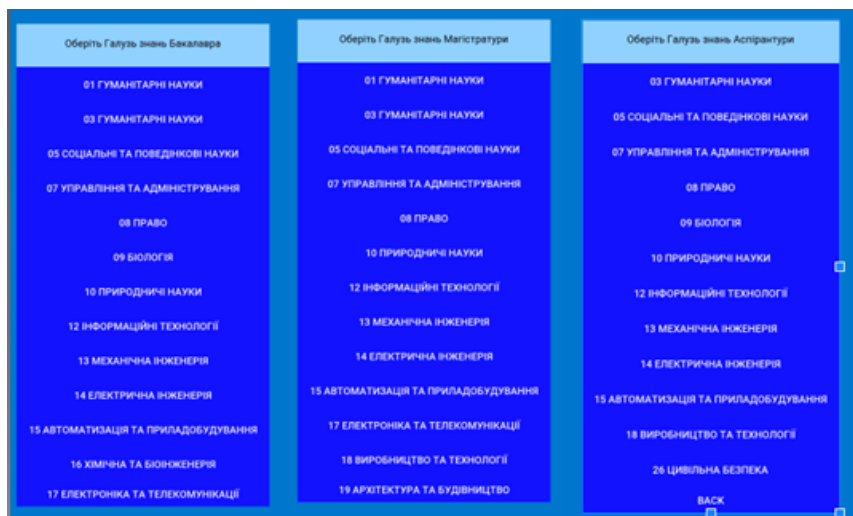 Оберіть Галузь знань Бакалавра
01 ГУМАНІТАРНІ НАУКИ
03 ГУМАНІТАРНІ НАУКИ
05 СОЦІАЛЬНІ ТА ПОВЕДІНКОВІ НАУКИ
07 УПРАВЛІННЯ ТА АДМІНІСТРУВАННЯ
08 ПРАВО
09 БІОЛОГІЯ
10 ПРИРОДНИЧІ НАУКИ
12 ІНФОРМАЦІЙНІ ТЕХНОЛОГІЇ
13 МЕХАНІЧНА ІНЖЕНЕРІЯ
14 ЕЛЕКТРИЧНА ІНЖЕНЕРІЯ
15 АВТОМАТИЗАЦІЯ ТА ПРИЛАДОБУДУВАННЯ
16 ХІМІЧНА ТА БІОІНЖЕНЕРІЯ
17 ЕЛЕКТРОНІКА ТА ТЕЛЕКОМУНІКАЦІЇ
Оберіть Галузь знань Магістратури
01 ГУМАНІТАРНІ НАУКИ
03 ГУМАНІТАРНІ НАУКИ
05 СОЦІАЛЬНІ ТА ПОВЕДІНКОВІ НАУКИ
07 УПРАВЛІННЯ ТА АДМІНІСТРУВАННЯ
08 ПРАВО
10 ПРИРОДНИЧІ НАУКИ
12 ІНФОРМАЦІЙНІ ТЕХНОЛОГІЇ
13 МЕХАНІЧНА ІНЖЕНЕРІЯ
14 ЕЛЕКТРИЧНА ІНЖЕНЕРІЯ
15 АВТОМАТИЗАЦІЯ ТА ПРИЛАДОБУДУВАННЯ
17 ЕЛЕКТРОНІКА ТА ТЕЛЕКОМУНІКАЦІЇ
18 ВИРОБНИЦТВО ТА ТЕХНОЛОГІЇ
19 АРХІТЕКТУРА ТА БУДІВНИЦТВО
Оберіть Галузь знань Аспірантури
03 ГУМАНІТАРНІ НАУКИ
05 СОЦІАЛЬНІ ТА ПОВЕДІНКОВІ НАУКИ
07 УПРАВЛІННЯ ТА АДМІНІСТРУВАННЯ
08 ПРАВО
09 БІОЛОГІЯ
10 ПРИРОДНИЧІ НАУКИ
12 ІНФОРМАЦІЙНІ ТЕХНОЛОГІЇ
13 МЕХАНІЧНА ІНЖЕНЕРІЯ
14 ЕЛЕКТРИЧНА ІНЖЕНЕРІЯ
15 АВТОМАТИЗАЦІЯ ТА ПРИЛАДОБУДУВАННЯ
18 ВИРОБНИЦТВО ТА ТЕХНОЛОГІЇ
26 ЦИВІЛЬНА БЕЗПЕКА
BACK